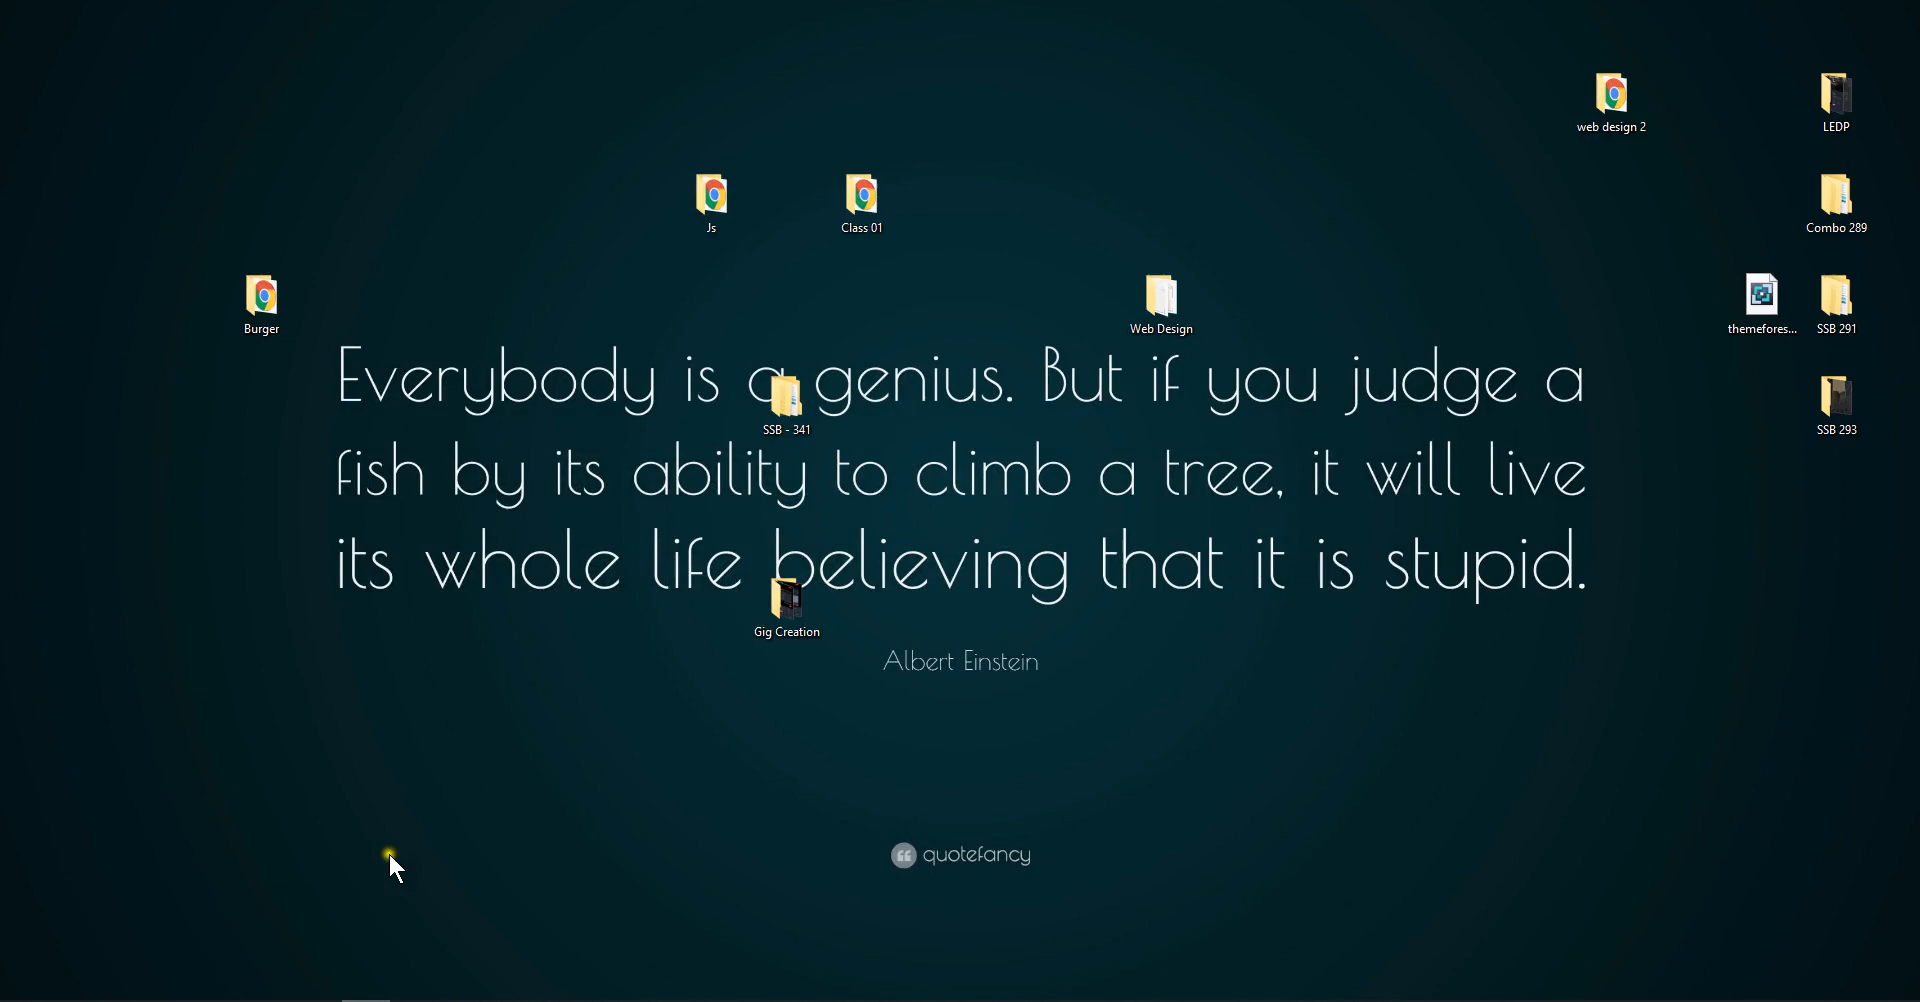 web design 2
LEDP
Js
Class 01
Combo 289
Burger
Web Design
themefores...
SSB 291
Everybody is a genius. But if you judge a
SSB - 341
SSB 293
fish by its ability to climb a tree, it will live
its whole life believing that it is stupid.
Gig Creation
Albert Einstein
quotefancy